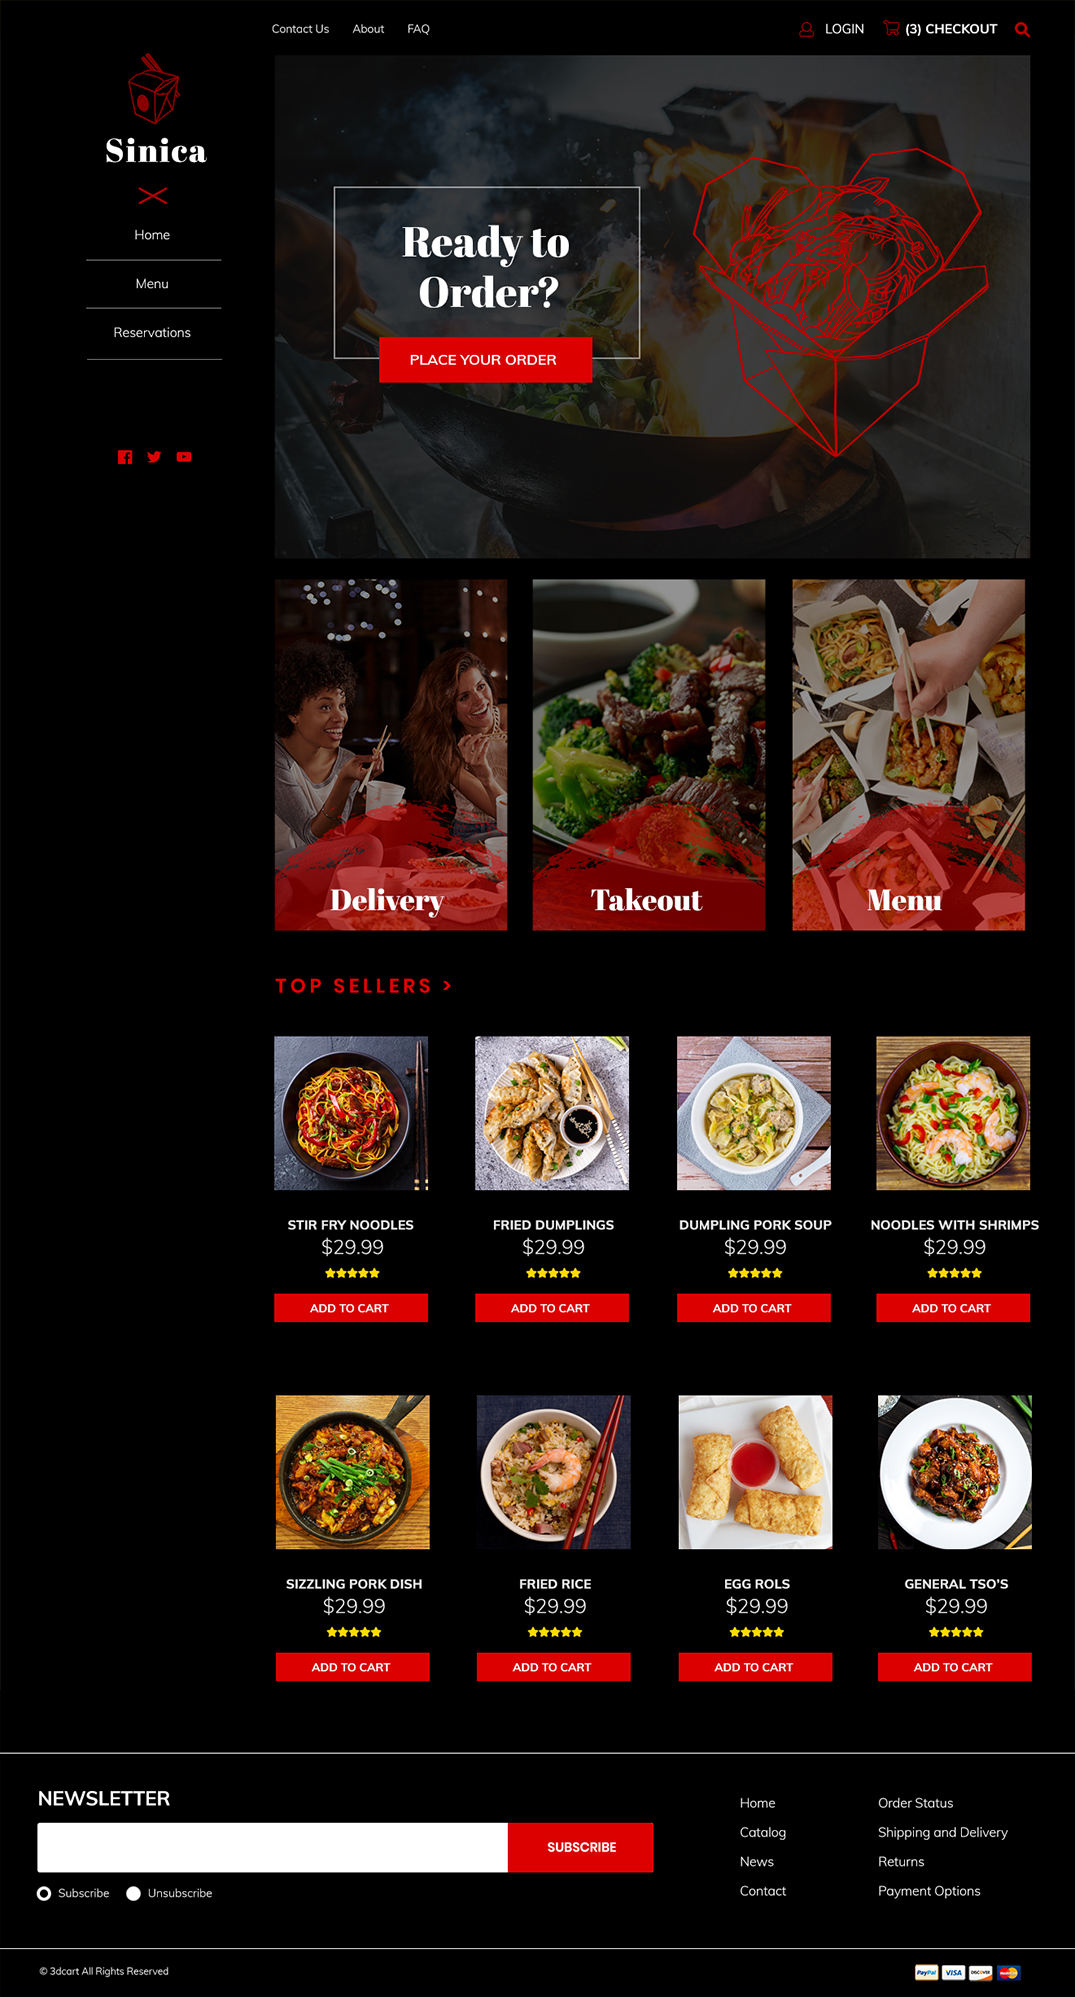 Contact Us About FAQ
LOGIN (3) CHECKOUT
Sinica
Home
Menu
Reservations
Ready to
Order?
PLACE YOUR ORDER
Delivery
Takeout
Menu
TOP SELLERS >
STIR FRY NOODLES
$29.99
ADD TO CART
FRIED DUMPLINGS
$29.99
ADD TO CART
DUMPLING PORK SOUP
$29.99
ADD TO CART
NOODLES WITH SHRIMPS
$29.99
ADD TO CART
SIZZLING PORK DISH
$29.99
ADD TO CART
FRIED RICE
$29.99
ADD TO CART
EGG ROLS
$29.99
ADD TO CART
GENERAL TSO'S
$29.99
ADD TO CART
NEWSLETTER
SUBSCRIBE
Subscribe Unsubscribe
Home
Catalog
News
Contact
Order Status
Shipping and Delivery
Returns
Payment Options
© 3dcart All Rights Reserved
PayPal VISA DISCOVER MasterCard